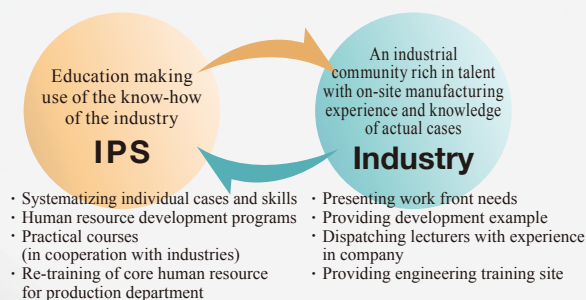 Education making
use of the know-how
of the industry
IPS
An industrial
community rich in talent
with on-site manufacturing
experience and knowledge
of actual cases
Industry
· Systematizing individual cases and skills
· Human resource development programs
· Practical courses
(in cooperation with industries)
· Re-training of core human resource
for production department
· Presenting work front needs
· Providing development example
· Dispatching lecturers with experience
in company
· Providing engineering training site